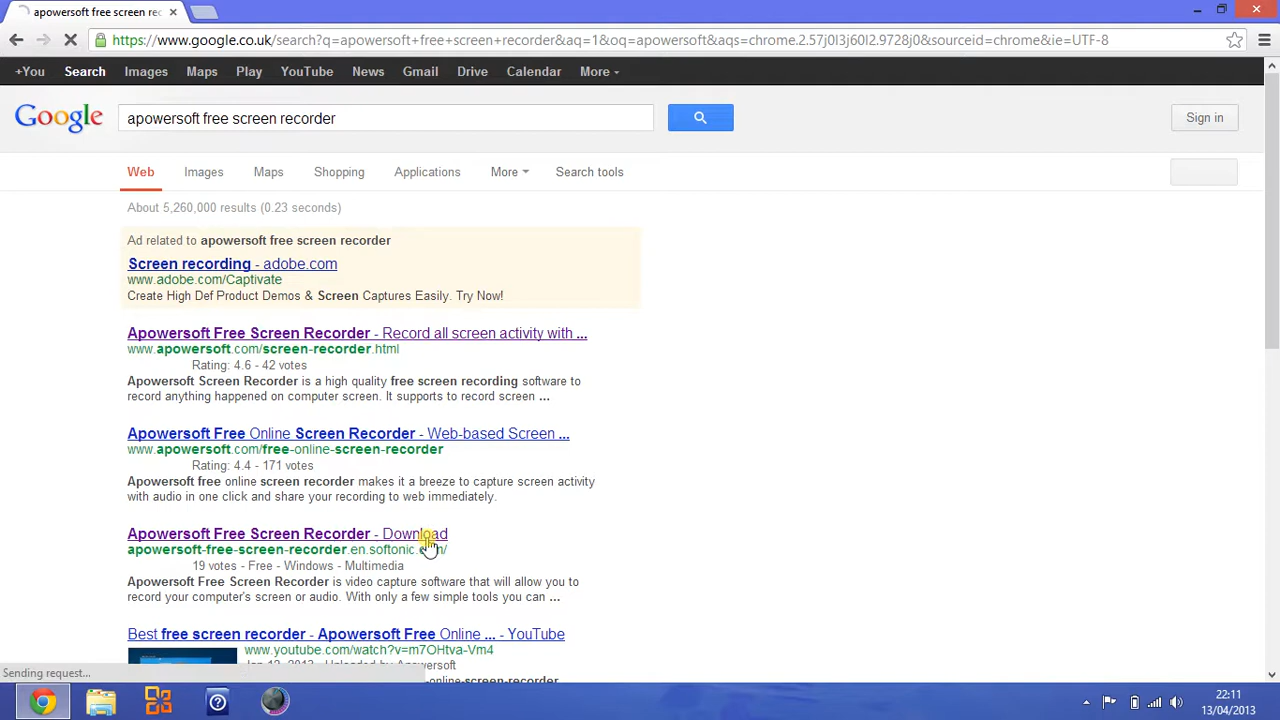 apowersoft free screen rec
https://www.google.co.uk/search?q=apowersoft+free+screen+recorder&aq=1&oq=apowersoft&aqs=chrome.2.57j0l3j60l2.9728j0&sourceid=chrome&ie=UTF-8
+You Search Images Maps Play YouTube News Gmail Drive Calendar More
Google apowersoft free screen recorder Sign in
Web Images Maps Shopping Applications More Search tools
About 5,260,000 results (0.23 seconds)
Ad related to apowersoft free screen recorder
Screen recording - adobe.com
www.adobe.com/Captivate
Create High Def Product Demos & Screen Captures Easily. Try Now!
Apowersoft Free Screen Recorder - Record all screen activity with ...
www.apowersoft.com/screen-recorder.html
Rating: 4.6 - 42 votes
Apowersoft Screen Recorder is a high quality free screen recording software to
record anything happened on computer screen. It supports to record screen ...
Apowersoft Free Online Screen Recorder - Web-based Screen ...
www.apowersoft.com/free-online-screen-recorder
Rating: 4.4 - 171 votes
Apowersoft free online screen recorder makes it a breeze to capture screen activity
with audio in one click and share your recording to web immediately.
Apowersoft Free Screen Recorder - Download
apowersoft-free-screen-recorder.en.softonic.com/
19 votes - Free - Windows - Multimedia
Apowersoft Free Screen Recorder is video capture software that will allow you to
record your computer's screen or audio. With only a few simple tools you can ...
Best free screen recorder - Apowersoft Free Online ... - YouTube
www.youtube.com/watch?v=m7OHtva-Vm4
Jan 12, 2013 - Uploaded by Apowersoft
-online-screen-recorder
Sending request...
22:11
13/04/2013